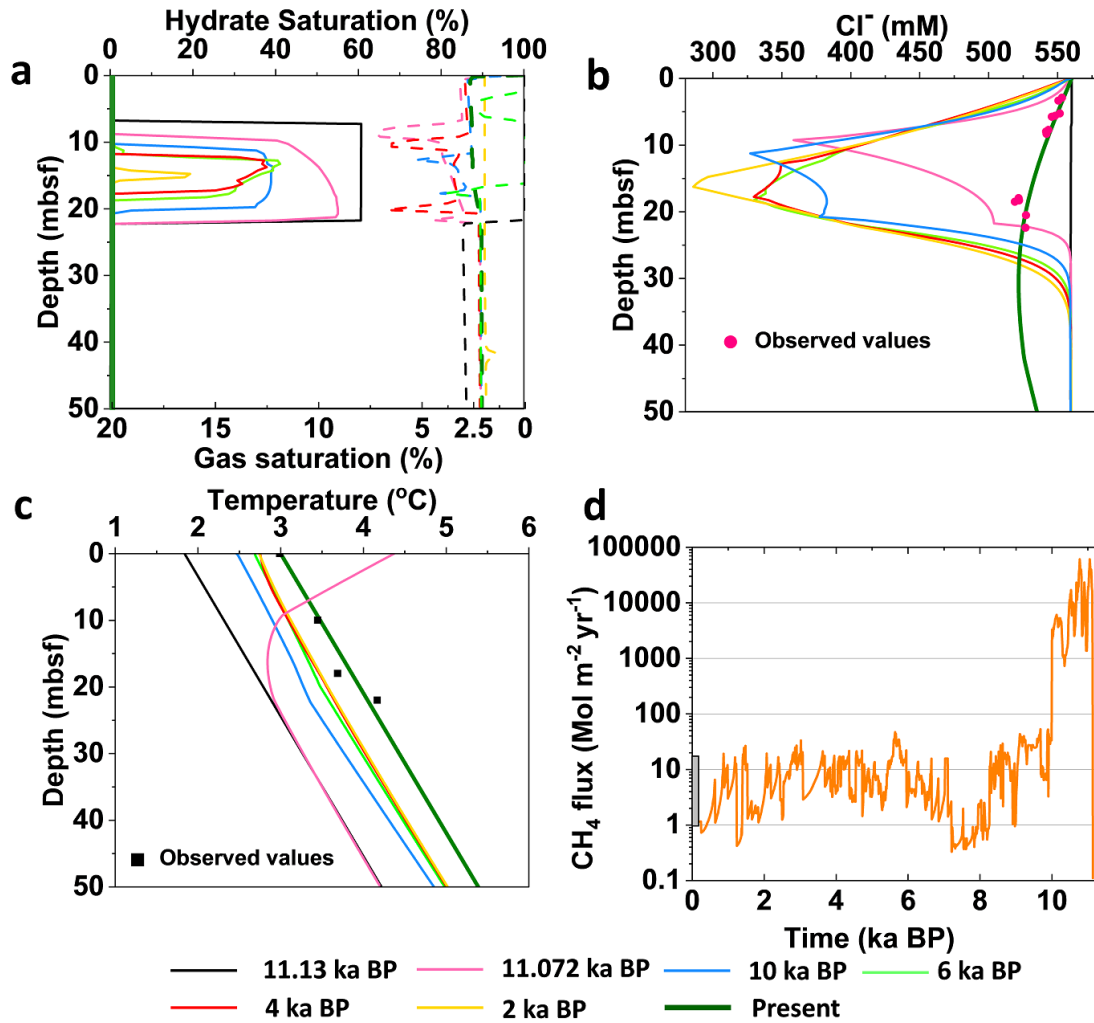 Hydrate Saturation (%)
0 20 40 60 80 100
a
0
10
20
30
40
50
Depth (mbsf)
20 15 10 5 2.5 0
Gas saturation (%)
Cl⁻ (mM)
300 350 400 450 500 550
b
0
10
20
30
40
50
Depth (mbsf)
Observed values
Temperature (°C)
c
1 2 3 4 5 6
0
10
20
30
40
50
Depth (mbsf)
Observed values
d
100000
10000
1000
100
10
1
0.1
CH₄ flux (Mol m⁻² yr⁻¹)
0 2 4 6 8 10
Time (ka BP)
11.13 ka BP 11.072 ka BP 10 ka BP 6 ka BP
4 ka BP 2 ka BP Present